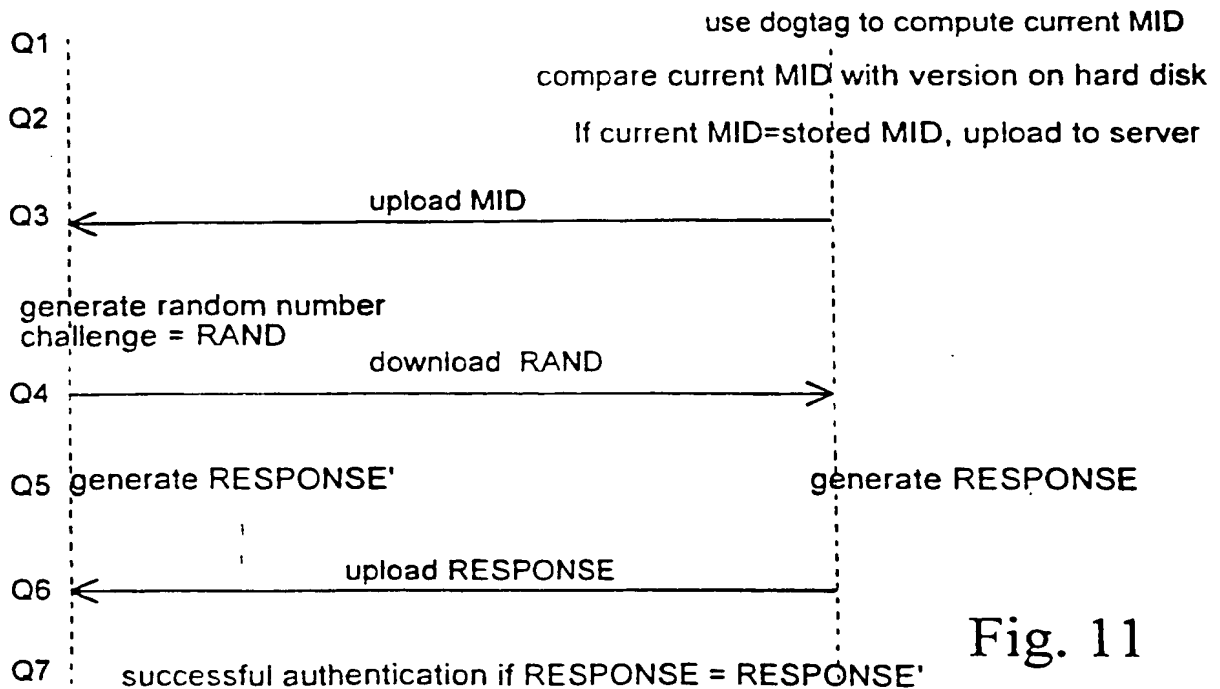 use dogtag to compute current MID
Q1
compare current MID with version on hard disk
Q2
If current MID=stored MID, upload to server
upload MID
Q3
generate random number
challenge = RAND
download RAND
Q4
Q5 generate RESPONSE' generate RESPONSE
upload RESPONSE
Q6
Fig. 11
Q7 successful authentication if RESPONSE = RESPONSE'